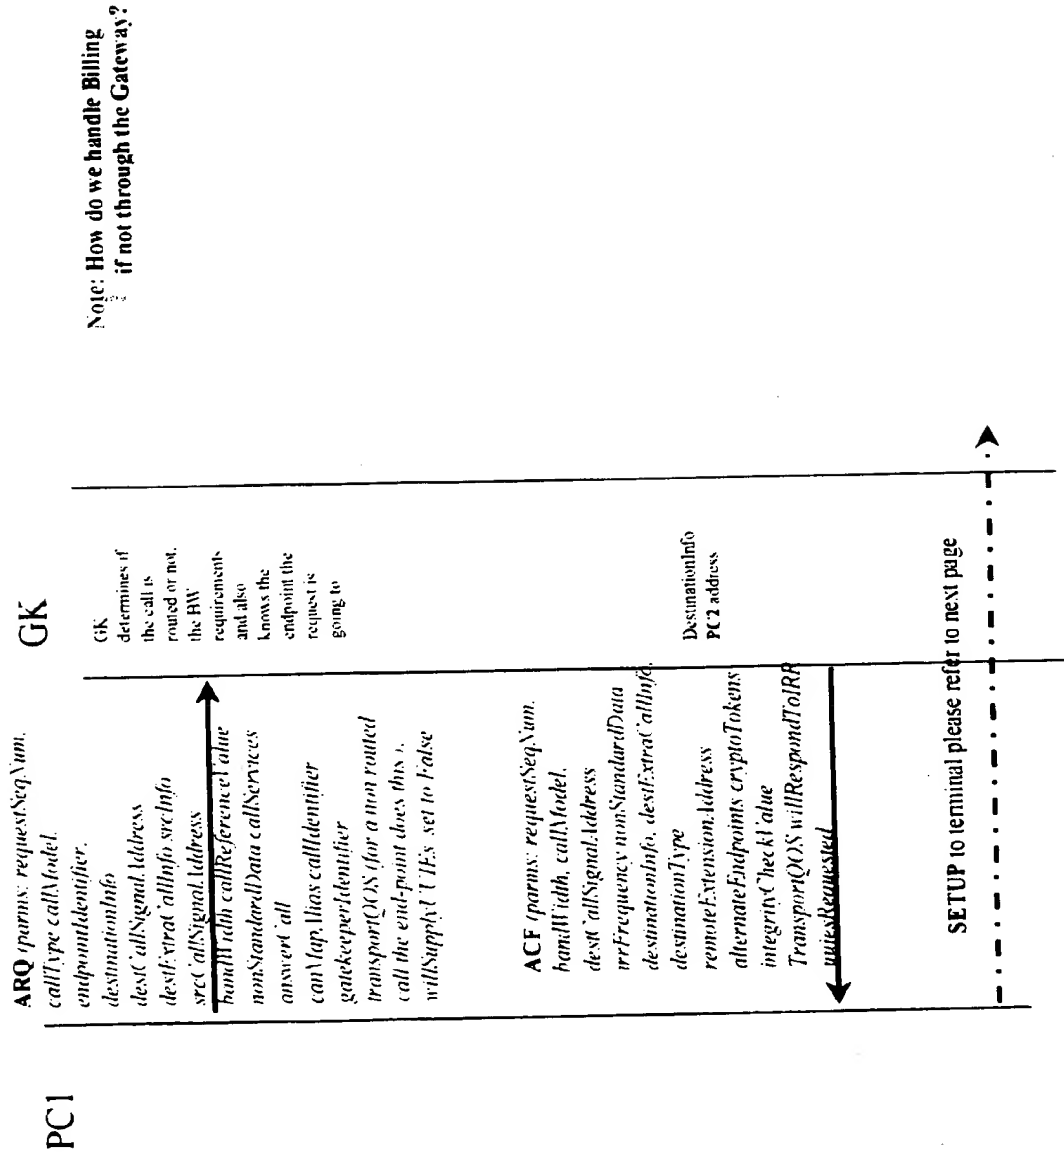 Note: How do we handle Billing
if not through the Gateway?
GK
GK
determines if
the call is
routed or not.
the BW
requirements
and also
knows the
endpoint the
request is
going to
DestinationInfo
PC2 address
PC1
ARQ (parms: requestSeqNum,
callType callModel,
endpointIdentifier,
destinationInfo
destCallSignalAddress
destExtraCallInfo srcInfo
srcCallSignalAddress
bandWidth callReferenceValue
nonStandardData callServices
answerCall
canMapAlias callIdentifier
gatekeeperIdentifier
transportQOS (for a non routed
call the end-point does this
willSupplyUUIEs set to False
ACF (parms: requestSeqNum,
bandWidth, callModel,
destCallSignalAddress
irrFrequency nonStandardData
destinatonInfo, destExtraCallInfo,
destinationType
remoteExtensionAddress
alternateEndpoints cryptoTokens
integrityCheckValue
TransportQOS willRespondToIRR
uuiesRequested
SETUP to terminal please refer to next page